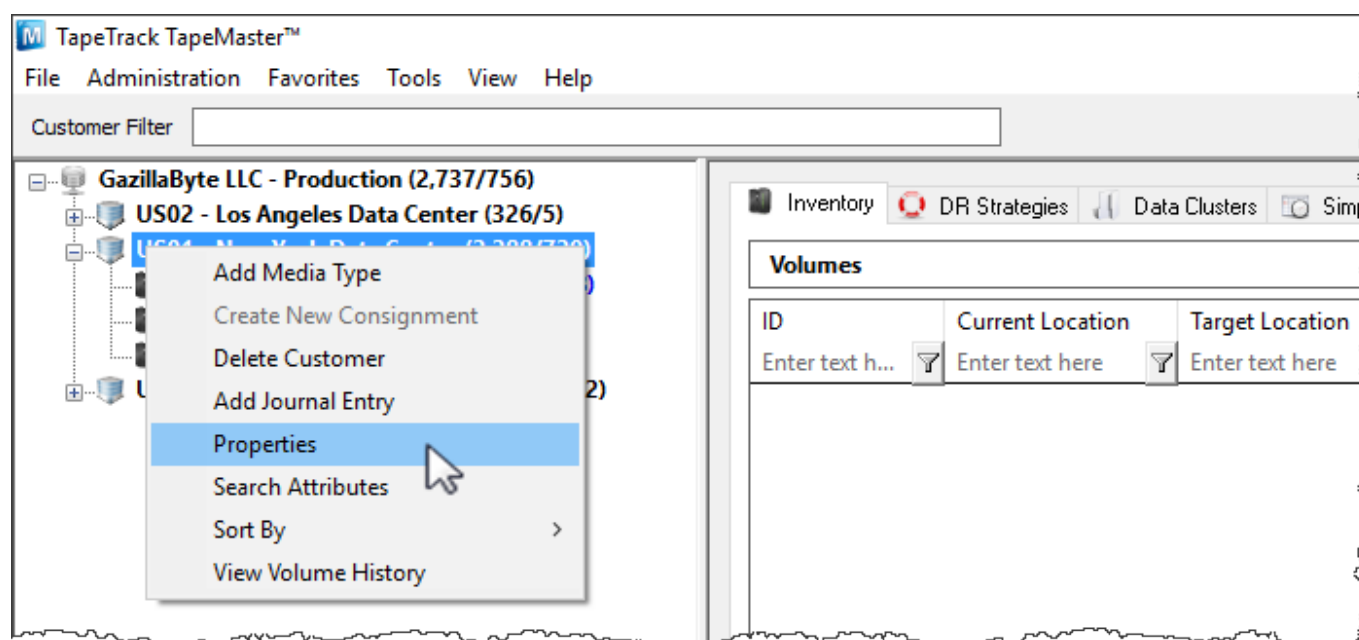 TapeTrack TapeMaster™
File Administration Favorites Tools View Help
Customer Filter
GazillaByte LLC - Production (2,737/756)
US02 - Los Angeles Data Center (326/5)
Add Media Type
Create New Consignment
Delete Customer
Add Journal Entry
Properties
Search Attributes
Sort By
View Volume History
2)
Inventory DR Strategies Data Clusters
Volumes
ID Current Location Target Location
Enter text h... Enter text here Enter text here